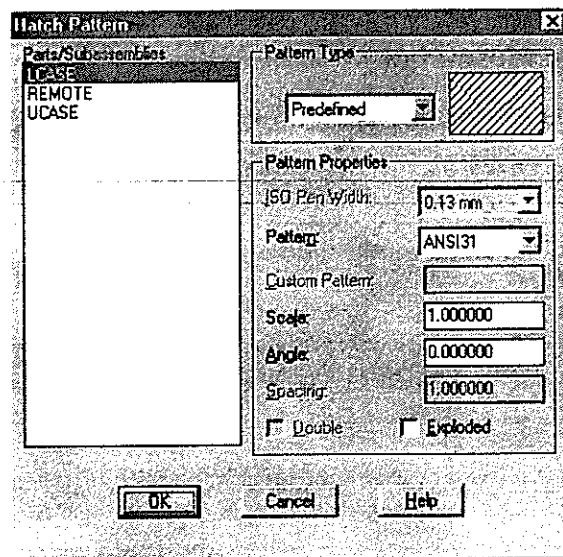 Hatch Pattern
Parts/Subassemblies
LCASE
REMOTE
UCASE
Pattern Type
Predefined
Pattern Properties
ISO Pen Width:
0.13 mm
Pattern:
ANSI31
Custom Pattern:
Scale:
1.000000
Angle:
0.000000
Spacing:
1.000000
Double
Exploded
OK
Cancel
Help